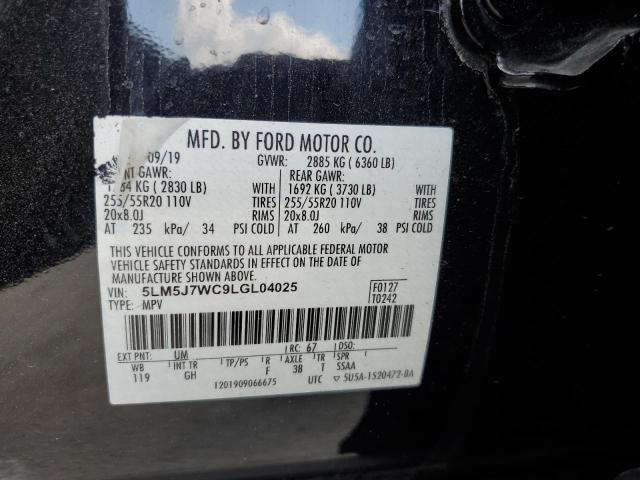 MFD. BY FORD MOTOR CO.
09/19 GVWR: 2885 KG ( 6360 LB)
NT GAWR: REAR GAWR:
64 KG ( 2830 LB) WITH 1692 KG ( 3730 LB) WITH
255/55R20 110V TIRES 255/55R20 110V TIRES
20x8.0J RIMS 20x8.0J RIMS
AT 235 kPa/ 34 PSI COLD AT 260 kPa/ 38 PSI COLD
THIS VEHICLE CONFORMS TO ALL APPLICABLE FEDERAL MOTOR
VEHICLE SAFETY STANDARDS IN EFFECT ON THE DATE OF
MANUFACTURE SHOWN ABOVE.
VIN: 5LM5J7WC9LGL04025 F0127
TYPE: MPV T0242
EXT PNT: UM RC: 67 DSO:
WB INT TR TP/PS R AXLE TR SPR
119 GH F 3B T SSAA
1201909066675 UTC ▽ 5U5A-1520472-BA